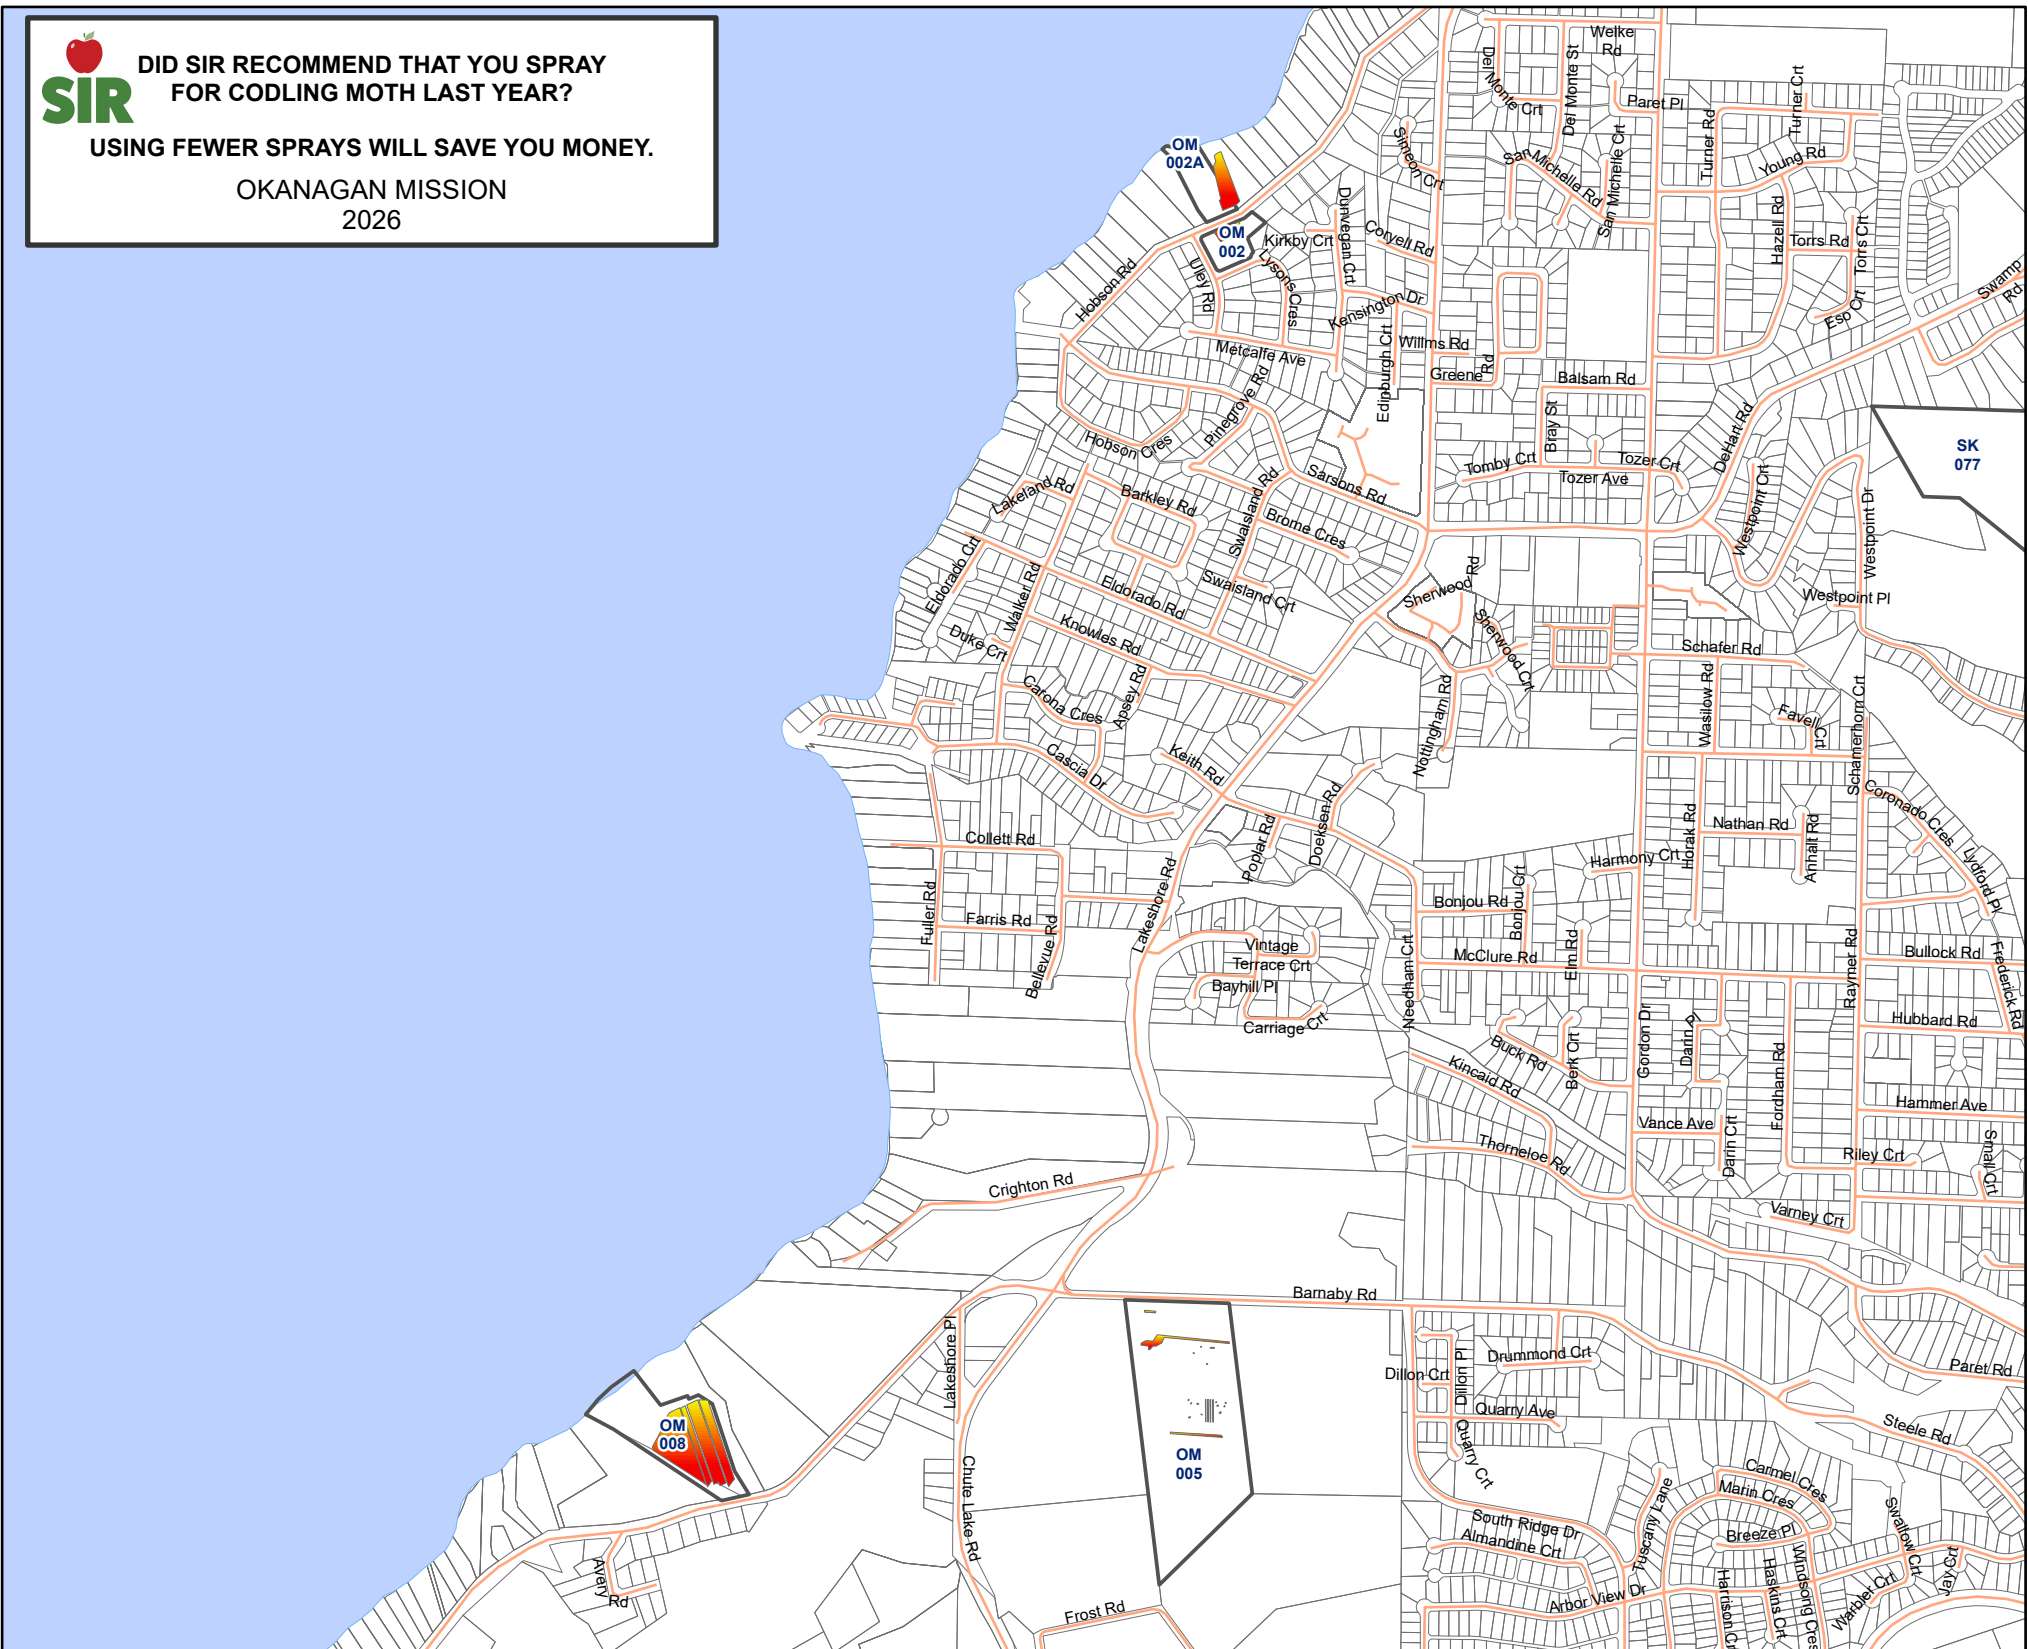 SIR
DID SIR RECOMMEND THAT YOU SPRAY
FOR CODLING MOTH LAST YEAR?
USING FEWER SPRAYS WILL SAVE YOU MONEY.
OKANAGAN MISSION
2026
OM
002A
OM
002
SK
077
OM
008
OM
005
Welke
Rd
Del Monte St
Del Monte Crt
Paret Pl
Turner Crt
Turner Rd
Simeon Crt
San Michelle Rd
San Michelle Crt
Young Rd
Hazell Rd
Torrs Rd
Torrs Crt
Esp Crt
Swamp
Rd
Dunvegan Crt
Coryell Rd
Kirkby Crt
Lysons Cres
Uley Rd
Hobson Rd
Kensington Dr
Edinburgh Crt
Willms Rd
Greene
Rd
Metcalfe Ave
Balsam Rd
Bray St
Pinegrove Rd
Hobson Cres
Tomby Crt
Tozer Crt
Tozer Ave
DeHart Rd
Westpoint Crt
Westpoint Dr
Westpoint Pl
Sarsons Rd
Lakeland Rd
Barkley Rd
Swaisland Rd
Brome Cres
Swaisland Crt
Eldorado Crt
Eldorado Rd
Walker Rd
Knowles Rd
Duke Crt
Sherwood
Rd
Sherwood Crt
Schafer Rd
Wasilow Rd
Favell Crt
Schamerhorn Crt
Nottingham Rd
Carona Cres
Apsey Rd
Cascia Dr
Keith Rd
Coronado Cres
Nathan Rd
Horak Rd
Anhalt Rd
Lydford Pl
Harmony Crt
Doeksen Rd
Poplar Rd
Collett Rd
Lakeshore Rd
Fuller Rd
Farris Rd
Bellevue Rd
Bonjou Rd
Bonjou Crt
McClure Rd
Elm Rd
Needham Crt
Vintage
Terrace Crt
Bayhill Pl
Carriage Crt
Raymer Rd
Bullock Rd
Frederick Rd
Hubbard Rd
Gordon Dr
Darin Pl
Fordham Rd
Buck Rd
Berk Crt
Kincaid Rd
Hammer Ave
Vance Ave
Darin Crt
Thorneloe Rd
Riley Crt
Small Crt
Varney Crt
Crighton Rd
Barnaby Rd
Lakeshore Pl
Dillon Crt
Dillon Pl
Drummond Crt
Quarry Ave
Quarry Crt
Paret Rd
Steele Rd
Chute Lake Rd
Carmel Cres
Marin Cres
Breeze Pl
Tuscany Lane
South Ridge Dr
Almandine Crt
Arbor View Dr
Harrison Cr
Haskins Crt
Windsong Cres
Swallow Crt
Warbler Crt
Jay Crt
Avery
Rd
Frost Rd